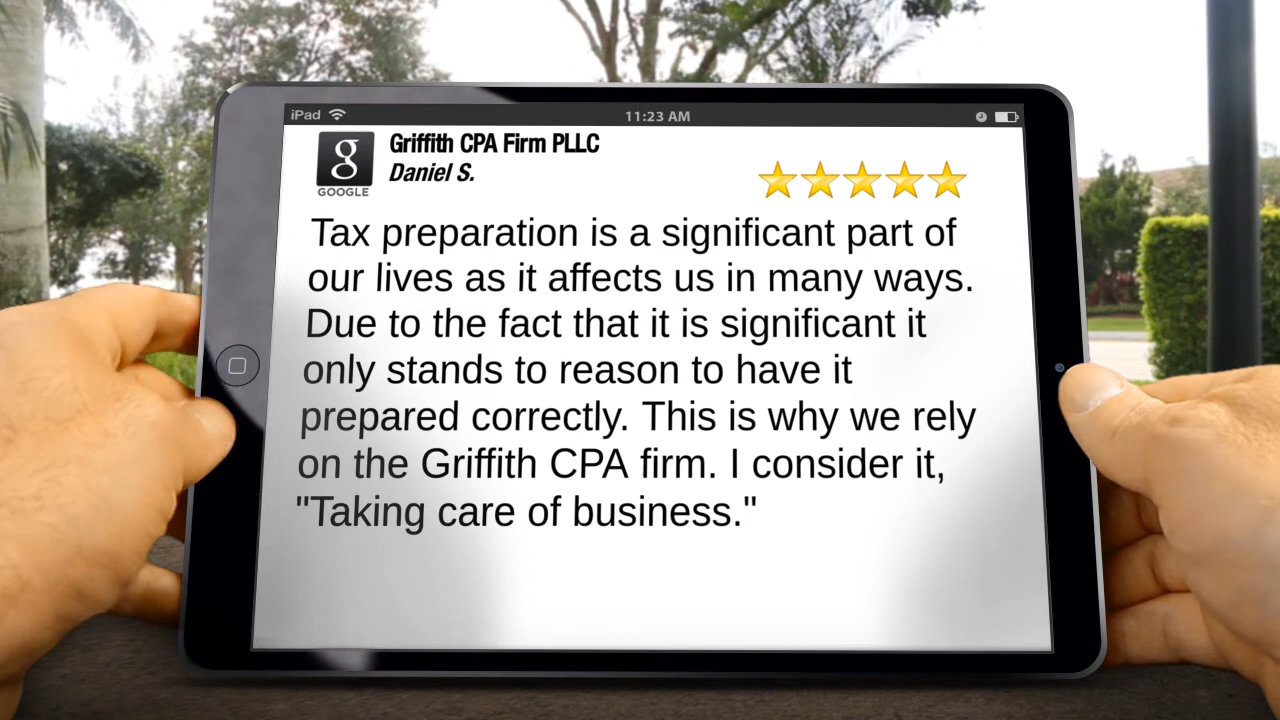 iPad 11:23 AM
g
GOOGLE
Griffith CPA Firm PLLC
Daniel S.
Tax preparation is a significant part of
our lives as it affects us in many ways.
Due to the fact that it is significant it
only stands to reason to have it
prepared correctly. This is why we rely
on the Griffith CPA firm. I consider it,
"Taking care of business."